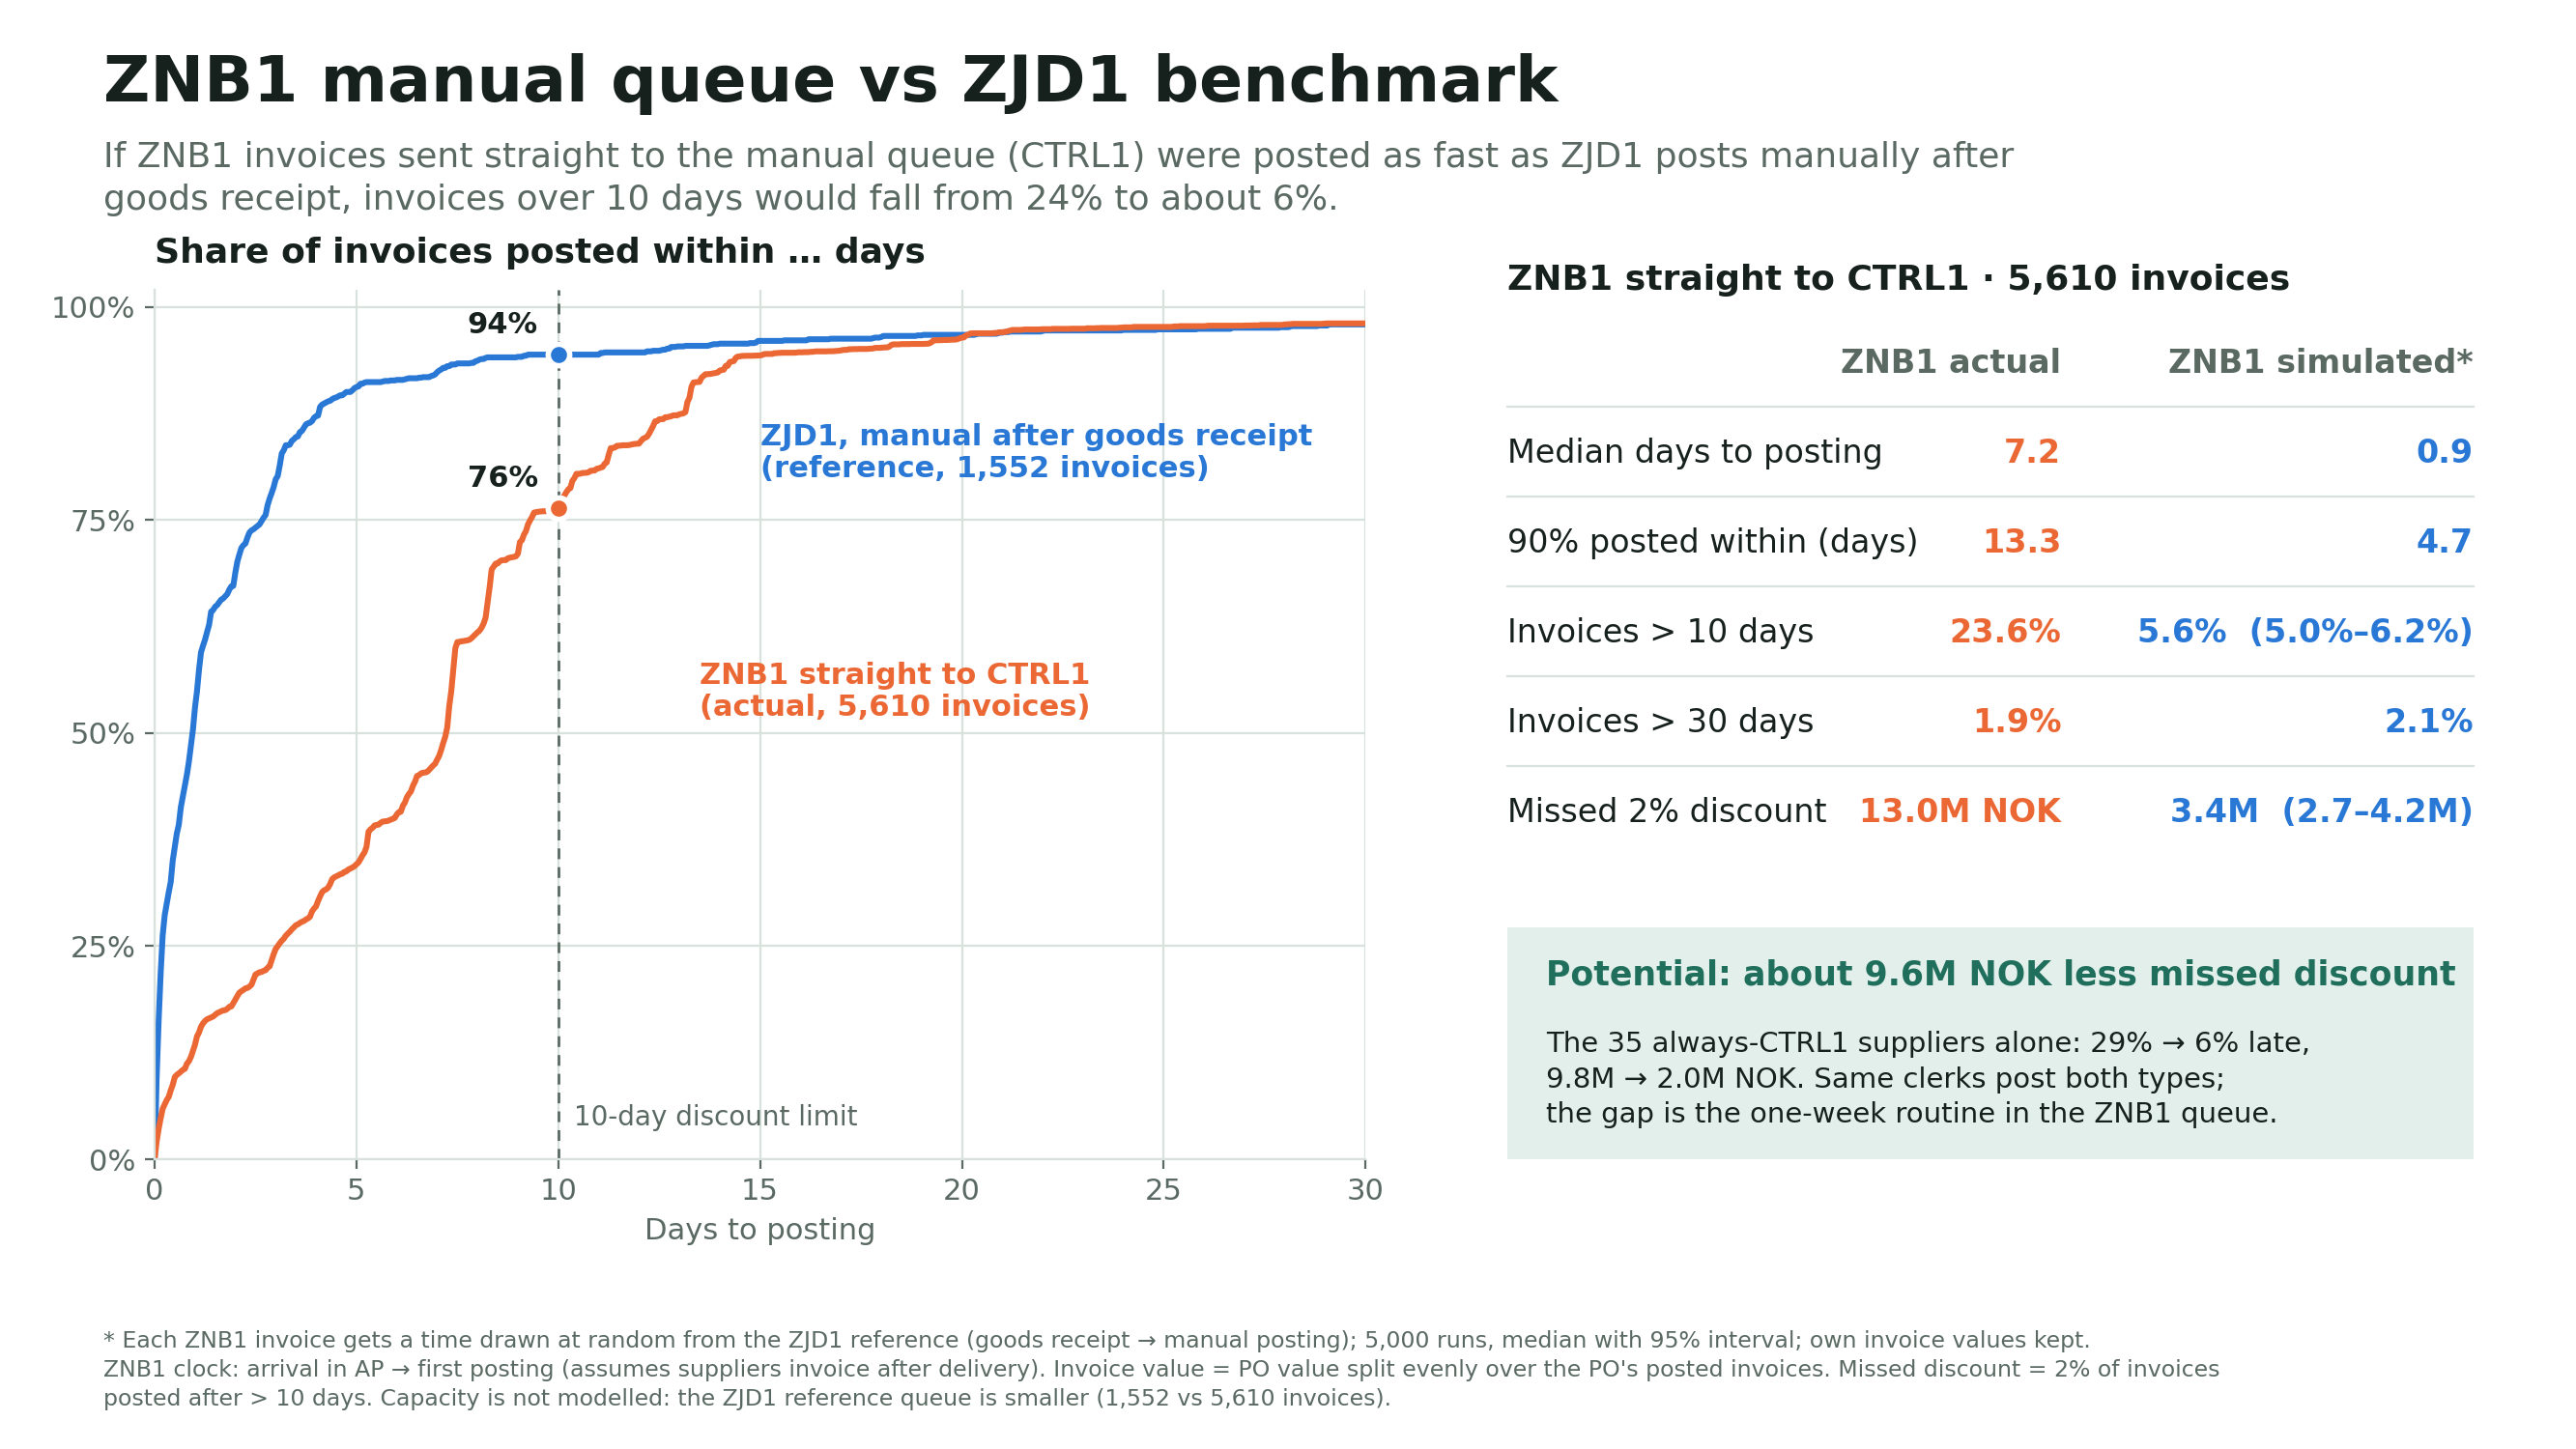 ZNB1 manual queue vs ZJD1 benchmark
If ZNB1 invoices sent straight to the manual queue (CTRL1) were posted as fast as ZJD1 posts manually after
goods receipt, invoices over 10 days would fall from 24% to about 6%.
Share of invoices posted within … days
100%
75%
50%
25%
0%
94%
76%
ZJD1, manual after goods receipt
(reference, 1,552 invoices)
ZNB1 straight to CTRL1
(actual, 5,610 invoices)
10-day discount limit
0 5 10 15 20 25 30
Days to posting
ZNB1 straight to CTRL1 · 5,610 invoices
ZNB1 actual ZNB1 simulated*
Median days to posting 7.2 0.9
90% posted within (days) 13.3 4.7
Invoices > 10 days 23.6% 5.6% (5.0%–6.2%)
Invoices > 30 days 1.9% 2.1%
Missed 2% discount 13.0M NOK 3.4M (2.7–4.2M)
Potential: about 9.6M NOK less missed discount
The 35 always-CTRL1 suppliers alone: 29% → 6% late,
9.8M → 2.0M NOK. Same clerks post both types;
the gap is the one-week routine in the ZNB1 queue.
* Each ZNB1 invoice gets a time drawn at random from the ZJD1 reference (goods receipt → manual posting); 5,000 runs, median with 95% interval; own invoice values kept.
ZNB1 clock: arrival in AP → first posting (assumes suppliers invoice after delivery). Invoice value = PO value split evenly over the PO's posted invoices. Missed discount = 2% of invoices
posted after > 10 days. Capacity is not modelled: the ZJD1 reference queue is smaller (1,552 vs 5,610 invoices).